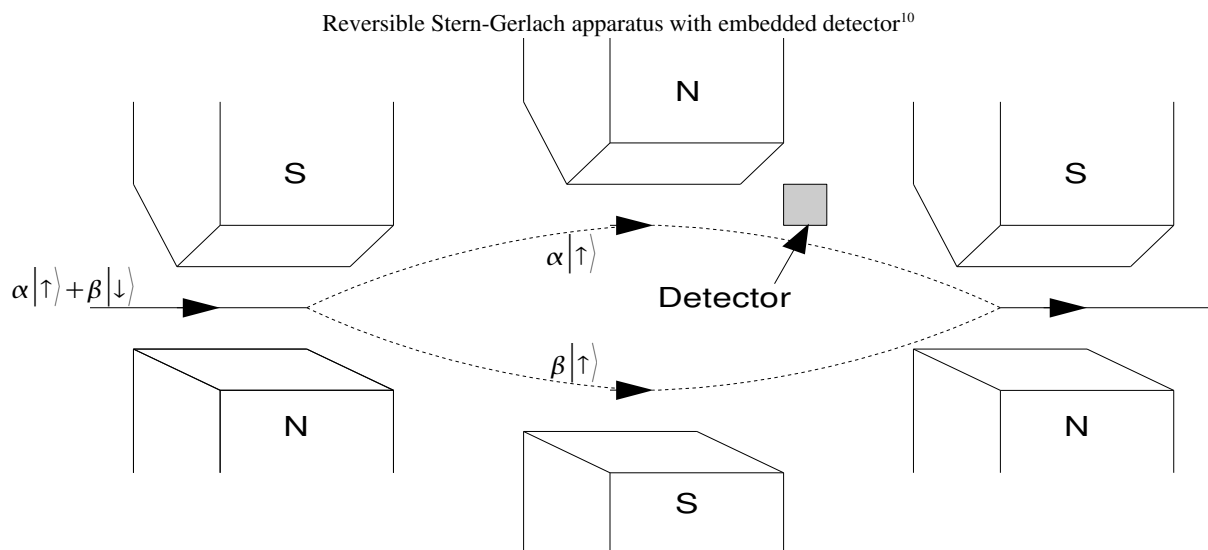 Reversible Stern-Gerlach apparatus with embedded detector¹⁰
N
S
S
α|↑⟩
α|↑⟩+β|↓⟩
Detector
β|↑⟩
N
N
S